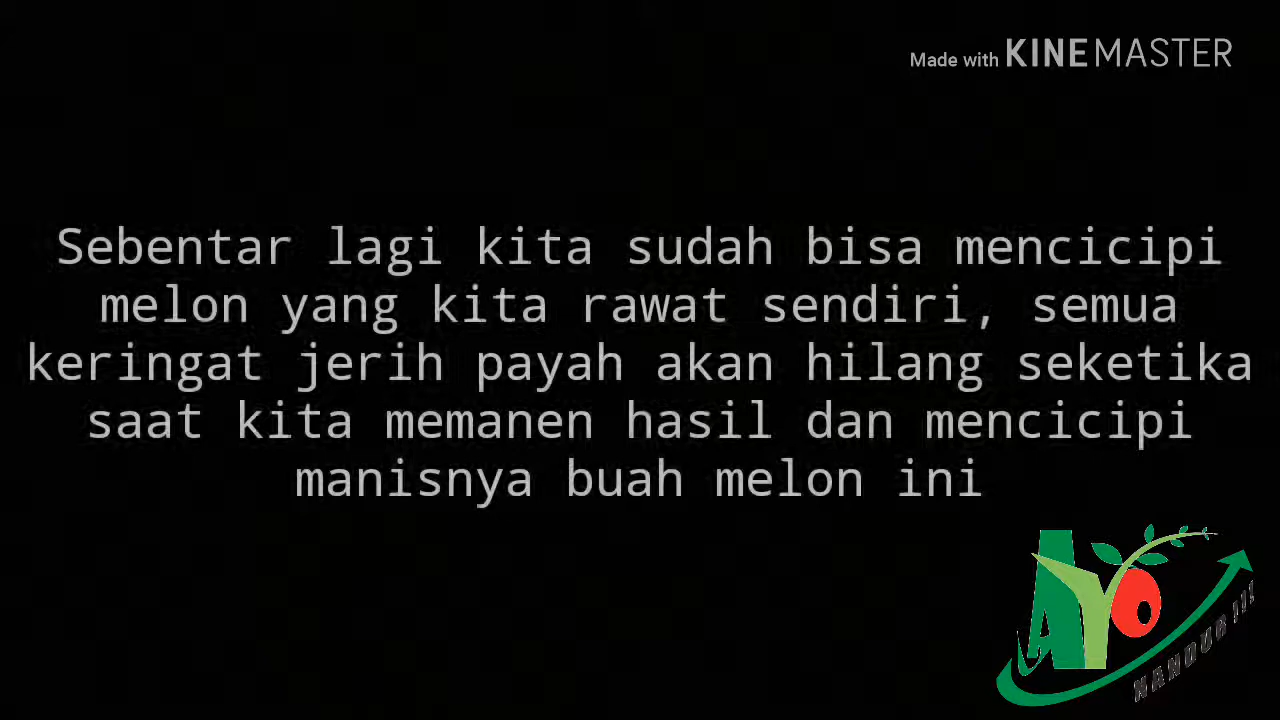 Made with KINEMASTER
Sebentar lagi kita sudah bisa mencicipi
melon yang kita rawat sendiri, semua
keringat jerih payah akan hilang seketika
saat kita memanen hasil dan mencicipi
manisnya buah melon ini
AYO
NANDUR !!!